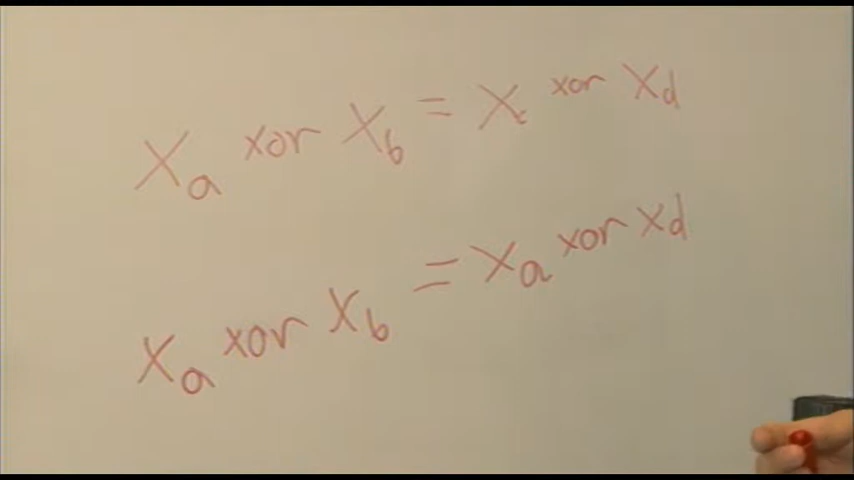 Xa xor Xb = Xc xor Xd
Xa xor Xb = Xa xor Xd